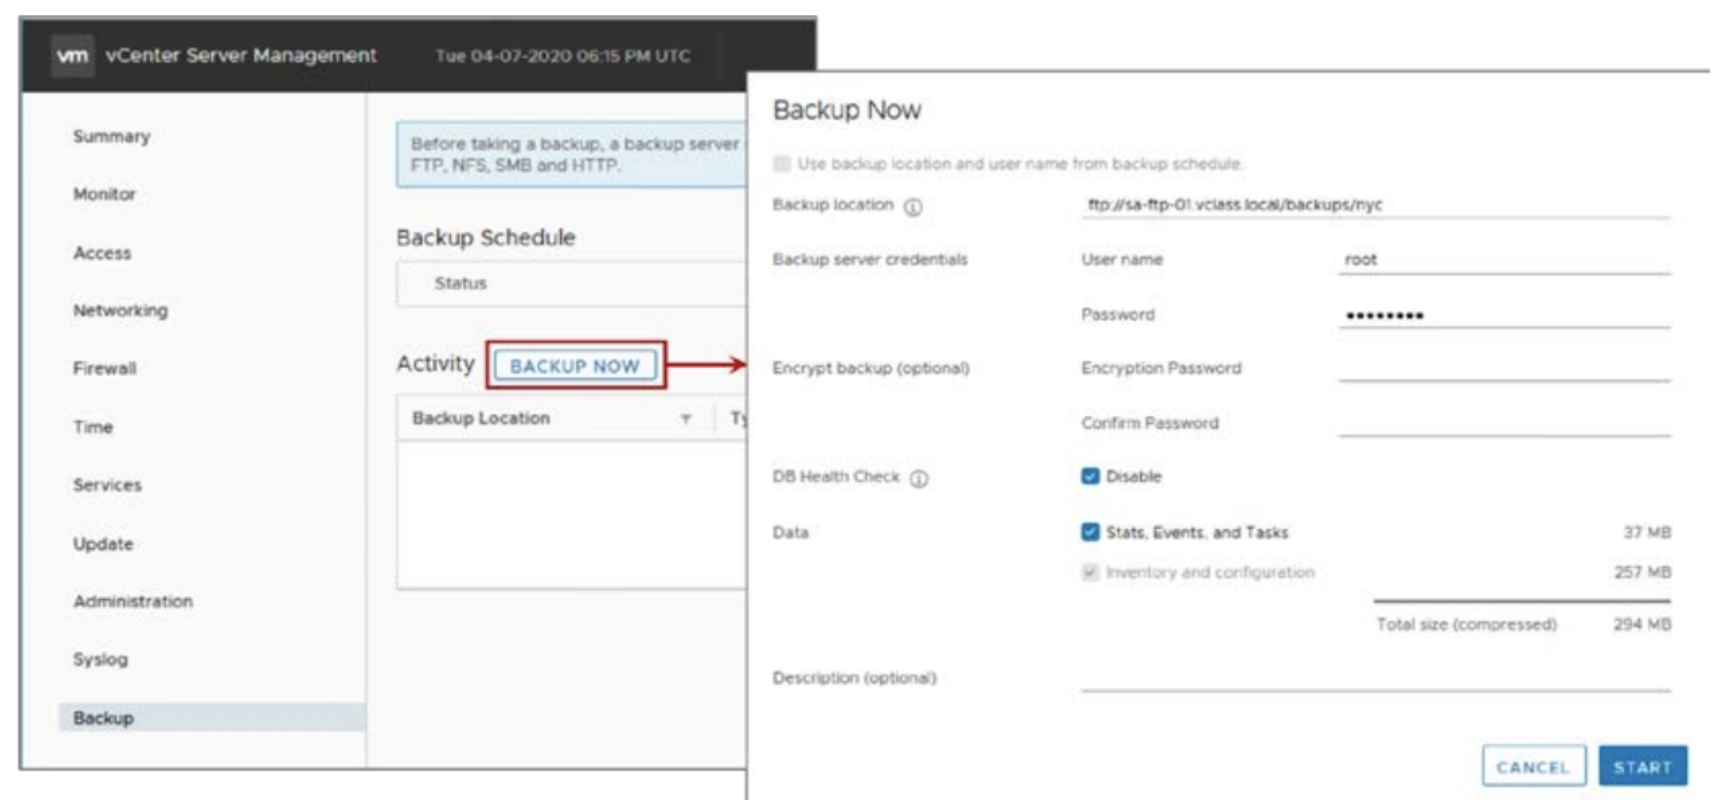 vm vCenter Server Management Tue 04-07-2020 06:15 PM UTC
Summary
Monitor
Access
Networking
Firewall
Time
Services
Update
Administration
Syslog
Backup
Before taking a backup, a backup server
FTP, NFS, SMB and HTTP.
Backup Schedule
Status
Activity BACKUP NOW
Backup Location
Backup Now
Use backup location and user name from backup schedule.
Backup location ftp://sa-ftp-01.vclass.local/backups/nyc
Backup server credentials User name root
Password ••••••••
Encrypt backup (optional) Encryption Password
Confirm Password
DB Health Check Disable
Data Stats, Events, and Tasks 37 MB
Inventory and configuration 257 MB
Total size (compressed) 294 MB
Description (optional)
CANCEL START